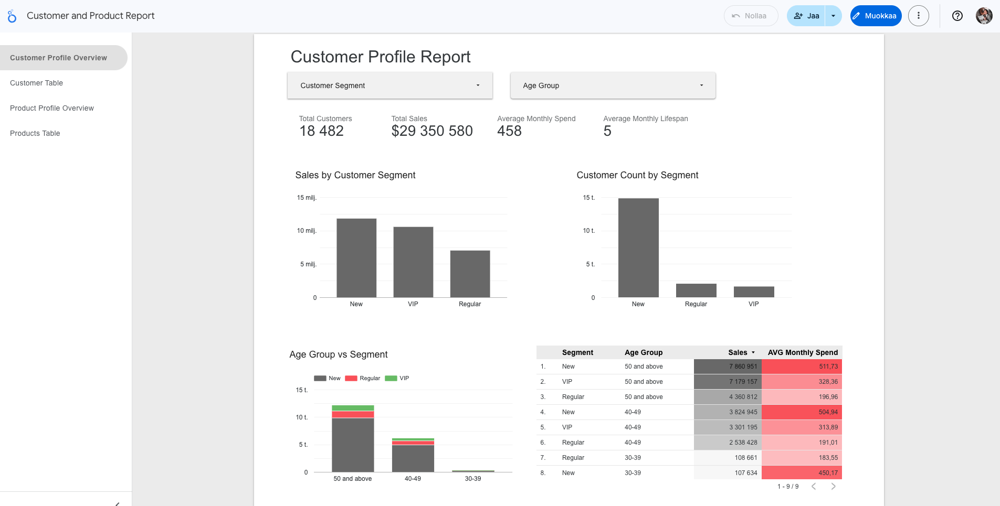 Customer and Product Report
Nollaa
Jaa
Muokkaa
Customer Profile Overview
Customer Table
Product Profile Overview
Products Table
Customer Profile Report
Customer Segment
Age Group
Total Customers
18 482
Total Sales
$29 350 580
Average Monthly Spend
458
Average Monthly Lifespan
5
Sales by Customer Segment
15 milj.
10 milj.
5 milj.
0
New VIP Regular
Customer Count by Segment
15 t.
10 t.
5 t.
0
New Regular VIP
Age Group vs Segment
New Regular VIP
15 t.
10 t.
5 t.
0
50 and above 40-49 30-39
Segment Age Group Sales AVG Monthly Spend
1. New 50 and above 7 860 951 511,73
2. VIP 50 and above 7 179 157 328,36
3. Regular 50 and above 4 360 812 196,96
4. New 40-49 3 824 945 504,94
5. VIP 40-49 3 301 195 313,89
6. Regular 40-49 2 538 428 191,01
7. Regular 30-39 108 661 183,55
8. New 30-39 107 634 450,17
1 - 9 / 9